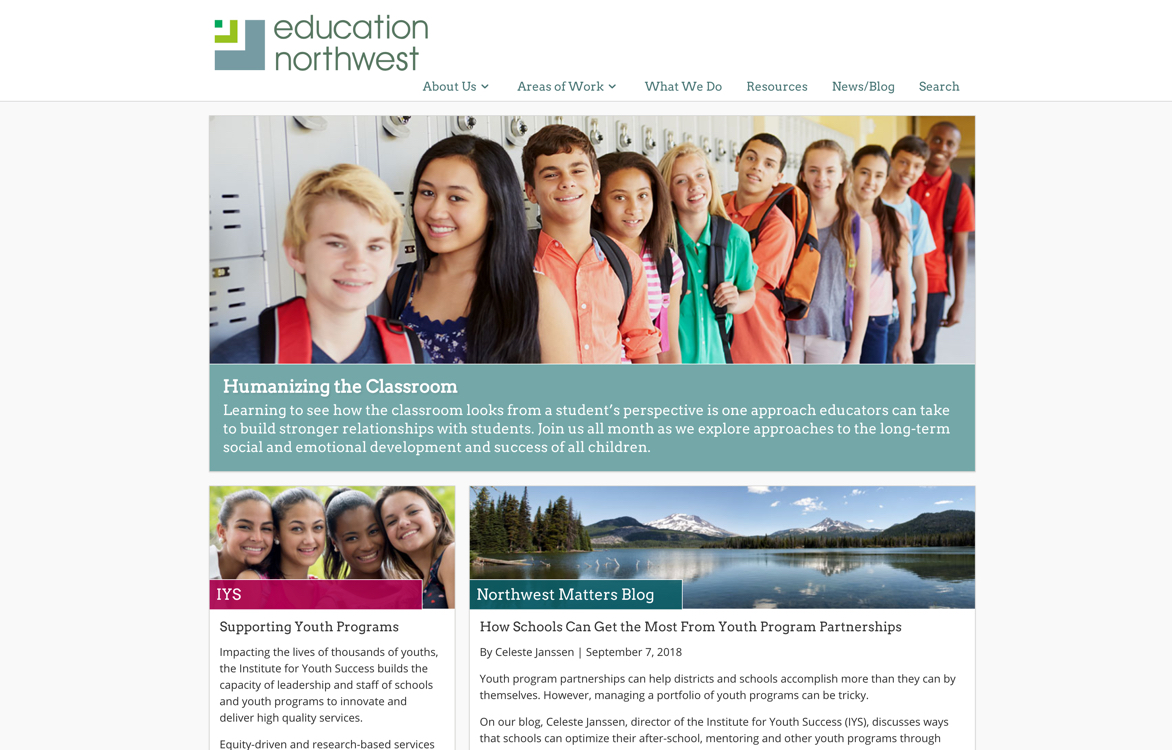 education
northwest
About Us
Areas of Work
What We Do
Resources
News/Blog
Search
Humanizing the Classroom
Learning to see how the classroom looks from a student's perspective is one approach educators can take
to build stronger relationships with students. Join us all month as we explore approaches to the long-term
social and emotional development and success of all children.
IYS
Supporting Youth Programs
Impacting the lives of thousands of youths,
the Institute for Youth Success builds the
capacity of leadership and staff of schools
and youth programs to innovate and
deliver high quality services.
Equity-driven and research-based services
Northwest Matters Blog
How Schools Can Get the Most From Youth Program Partnerships
By Celeste Janssen | September 7, 2018
Youth program partnerships can help districts and schools accomplish more than they can by
themselves. However, managing a portfolio of youth programs can be tricky.
On our blog, Celeste Janssen, director of the Institute for Youth Success (IYS), discusses ways
that schools can optimize their after-school, mentoring and other youth programs through